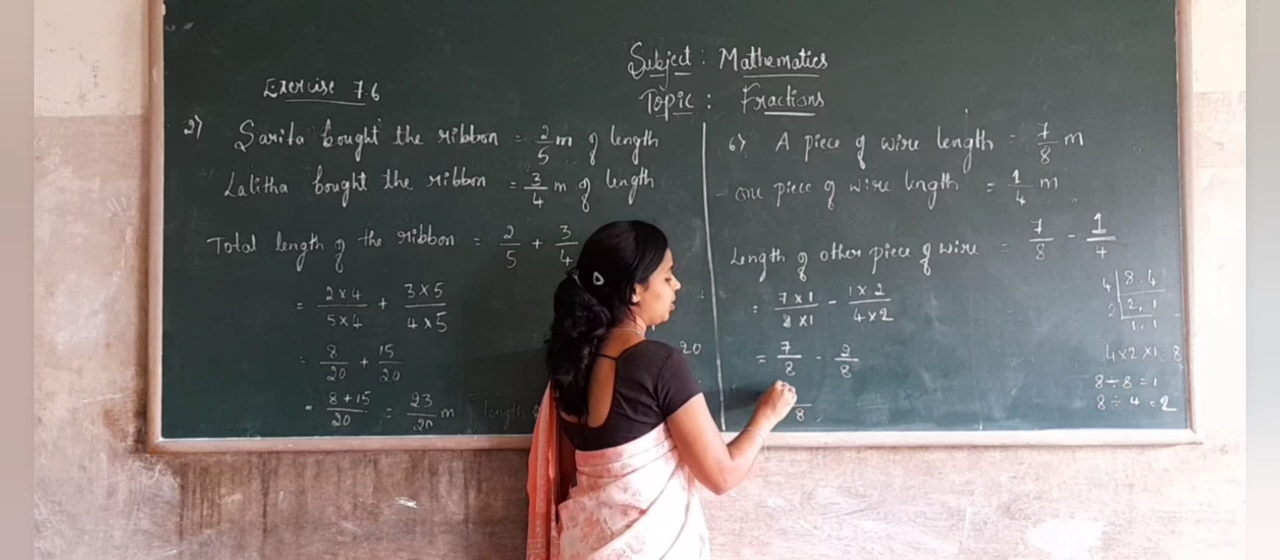 Subject : Mathematics
Topic : Fractions
Exercise 7.6
2) Sarita bought the ribbon = 2/5 m of length.
Lalitha bought the ribbon = 3/4 m of length
Total length of the ribbon = 2/5 + 3/4
= 2×4/5×4 + 3×5/4×5
= 8/20 + 15/20
= 8+15/20 = 23/20 m length of
20
6) A piece of wire length = 7/8 m
- one piece of wire length = 1/4 m
Length of other piece of wire = 7/8 - 1/4
= 7×1/8×1 - 1×2/4×2
= 7/8 - 2/8
/8
4 | 8, 4
2 | 2, 1
1, 1
4×2×1=8
8÷8=1
8÷4=2